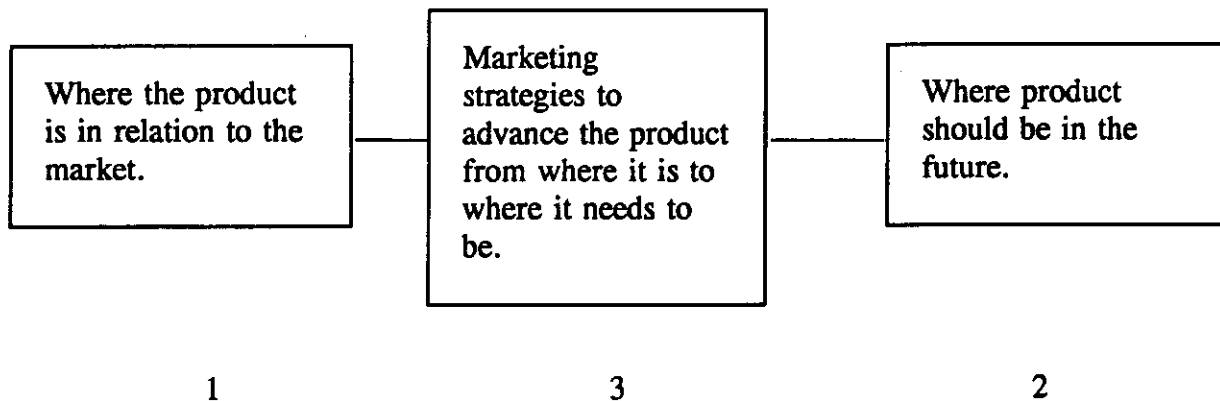 Where the product
is in relation to the
market.
Marketing
strategies to
advance the product
from where it is to
where it needs to
be.
Where product
should be in the
future.
1
3
2